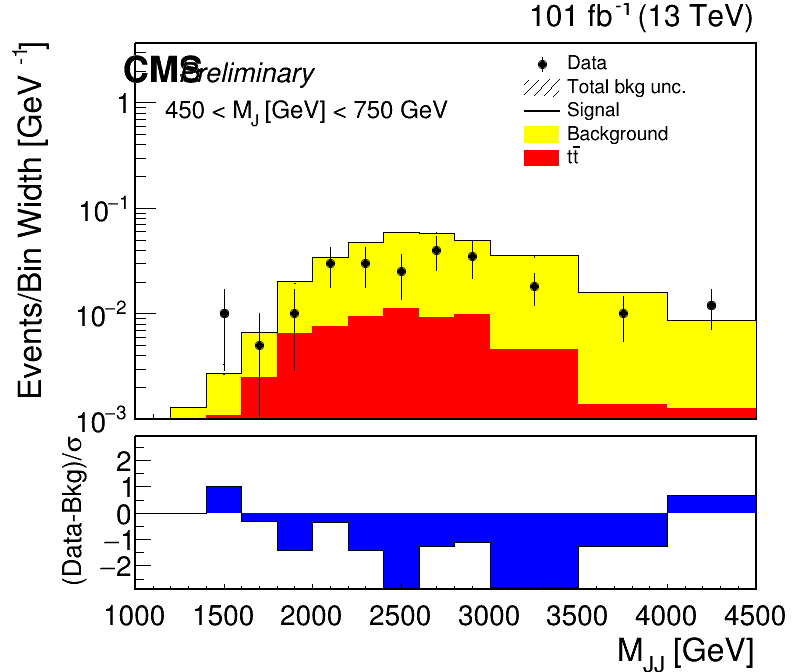 101 fb⁻¹ (13 TeV)
CMS Preliminary
450 < M_J [GeV] < 750 GeV
Data
Total bkg unc.
Signal
Background
tt̄
Events/Bin Width [GeV⁻¹]
1
10⁻¹
10⁻²
10⁻³
(Data-Bkg)/σ
2
1
0
−1
−2
1000 1500 2000 2500 3000 3500 4000 4500
M_JJ [GeV]